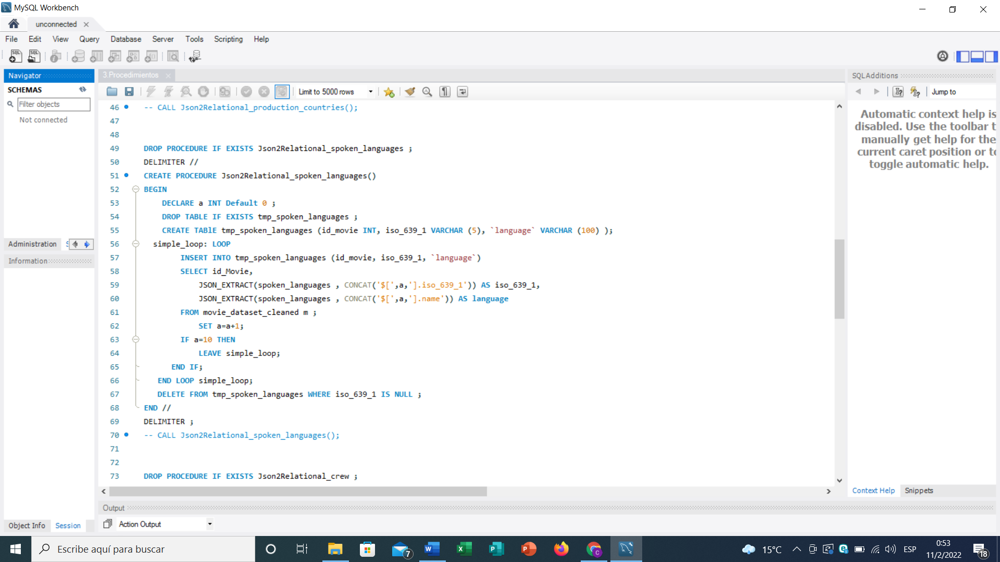 MySQL Workbench
unconnected
File Edit View Query Database Server Tools Scripting Help
Navigator
SCHEMAS
Filter objects
Not connected
Administration
Information
Object Info Session
3.Procedimientos
Limit to 5000 rows
46 -- CALL Json2Relational_production_countries();
47
48
49 DROP PROCEDURE IF EXISTS Json2Relational_spoken_languages ;
50 DELIMITER //
51 CREATE PROCEDURE Json2Relational_spoken_languages()
52 BEGIN
53 DECLARE a INT Default 0 ;
54 DROP TABLE IF EXISTS tmp_spoken_languages ;
55 CREATE TABlE tmp_spoken_languages (id_movie INT, iso_639_1 VARCHAR (5), `language` VARCHAR (100) );
56 simple_loop: LOOP
57 INSERT INTO tmp_spoken_languages (id_movie, iso_639_1, `language`)
58 SELECT id_Movie,
59 JSON_EXTRACT(spoken_languages , CONCAT('$[',a,'].iso_639_1')) AS iso_639_1,
60 JSON_EXTRACT(spoken_languages , CONCAT('$[',a,'].name')) AS language
61 FROM movie_dataset_cleaned m ;
62 SET a=a+1;
63 IF a=10 THEN
64 LEAVE simple_loop;
65 END IF;
66 END LOOP simple_loop;
67 DELETE FROM tmp_spoken_languages WHERE iso_639_1 IS NULL ;
68 END //
69 DELIMITER ;
70 -- CALL Json2Relational_spoken_languages();
71
72
73 DROP PROCEDURE IF EXISTS Json2Relational_crew ;
Output
Action Output
SQLAdditions
Jump to
Automatic context help is
disabled. Use the toolbar t
manually get help for the
current caret position or to
toggle automatic help.
Context Help Snippets
Escribe aquí para buscar
7
15°C
ESP
0:53
11/2/2022
18